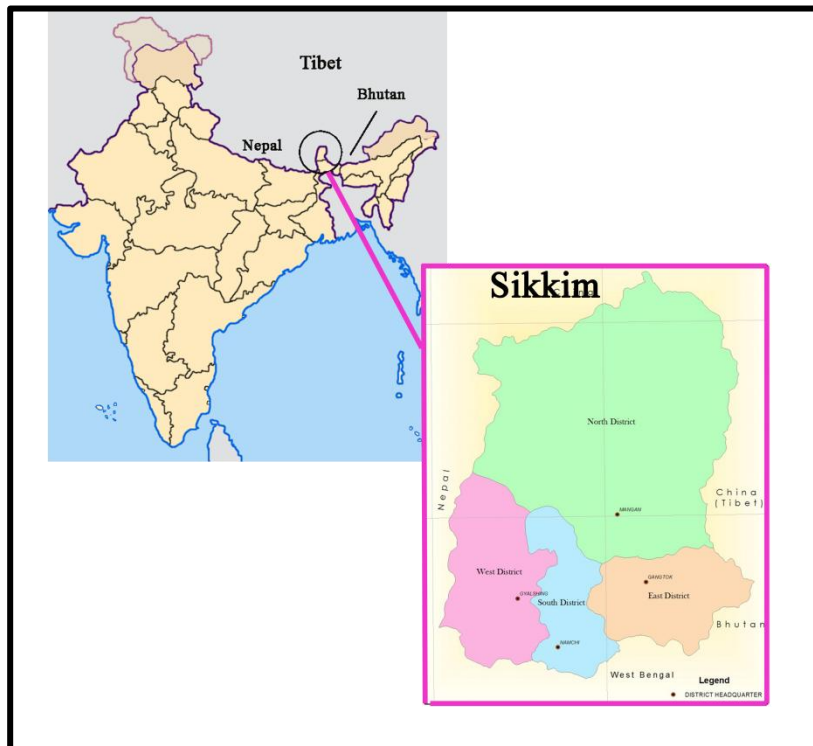 Tibet
Bhutan
Nepal
Sikkim
North District
Nepal
China
(Tibet)
MANGAN
West District
GANGTOK
GYALSHING
South District
East District
Bhutan
NAMCHI
West Bengal
Legend
DISTRICT HEADQUARTER